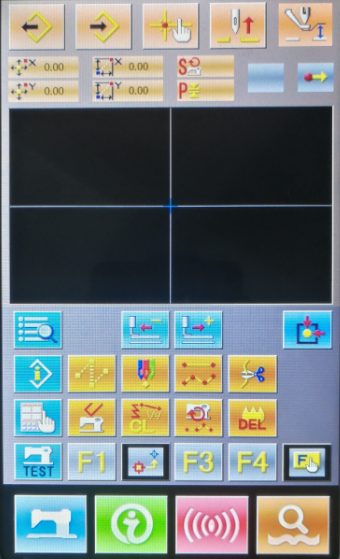 X 0.00 X 0.00 S
Y 0.00 Y 0.00 P
CL DEL
TEST F1 F3 F4 F